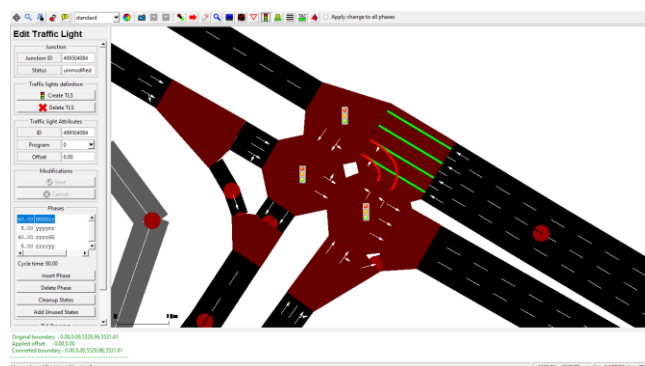 standard
Apply change to all phases
Edit Traffic Light
Junction
Junction ID 499504084
Status unmodified
Traffic lights definition
Create TLS
Delete TLS
Traffic light Attributes
ID 499504084
Program 0
Offset 0.00
Modifications
Save
Cancel
Phases
40.00 GGGGrr
5.00 yyyyrr
40.00 rrrrGG
5.00 rrrryy
Cycle time: 90.00
Insert Phase
Delete Phase
Cleanup States
Add Unused States
Original boundary : 0.00,0.00,5520.96,5531.61
Applied offset : 0.00,0.00
Converted boundary : 0.00,0.00,5520.96,5531.61